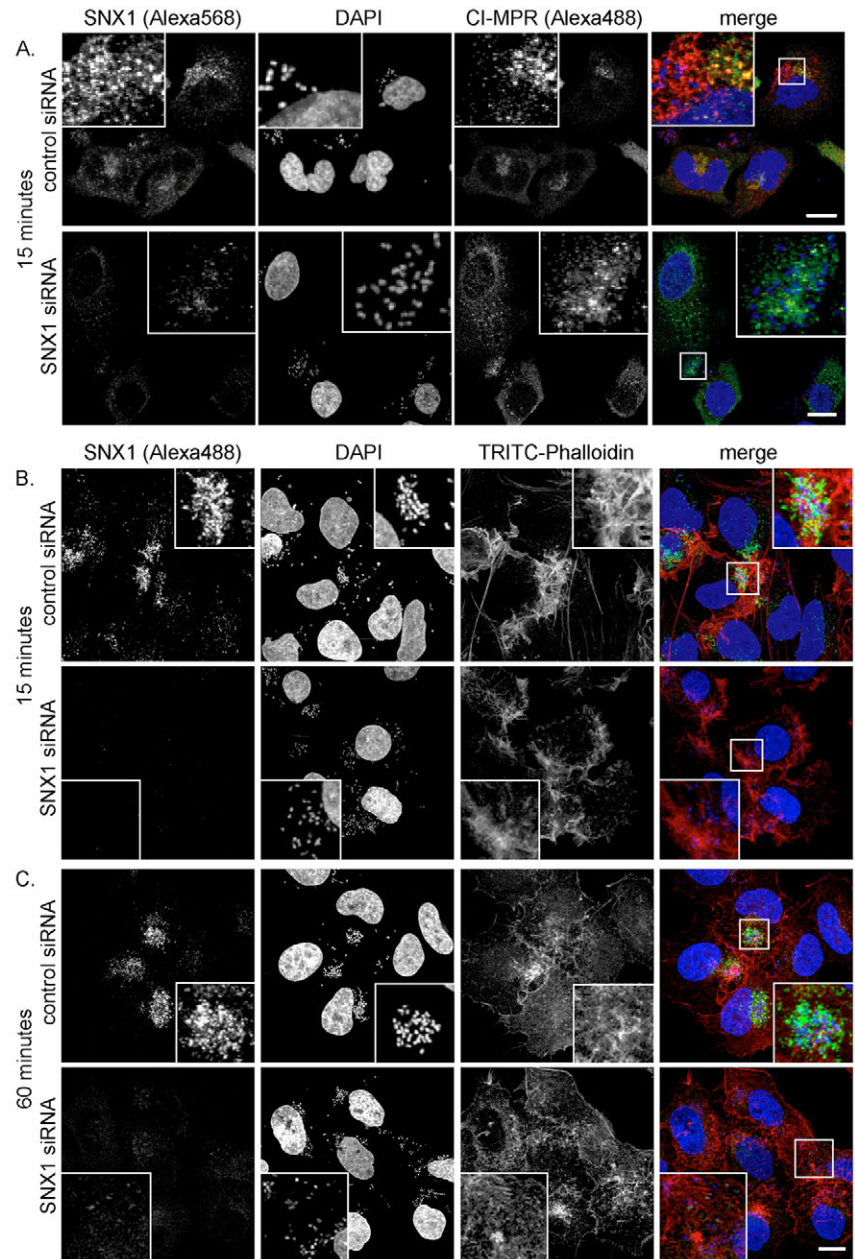 SNX1 (Alexa568) DAPI CI-MPR (Alexa488) merge
A.
15 minutes
control siRNA
SNX1 siRNA
SNX1 (Alexa488) DAPI TRITC-Phalloidin merge
B.
15 minutes
control siRNA
SNX1 siRNA
C.
60 minutes
control siRNA
SNX1 siRNA